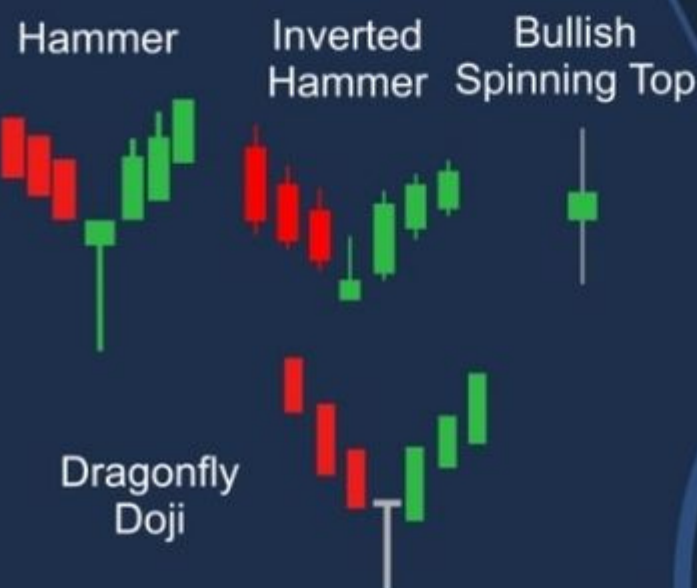 Hammer
Inverted
Hammer
Bullish
Spinning Top
Dragonfly
Doji